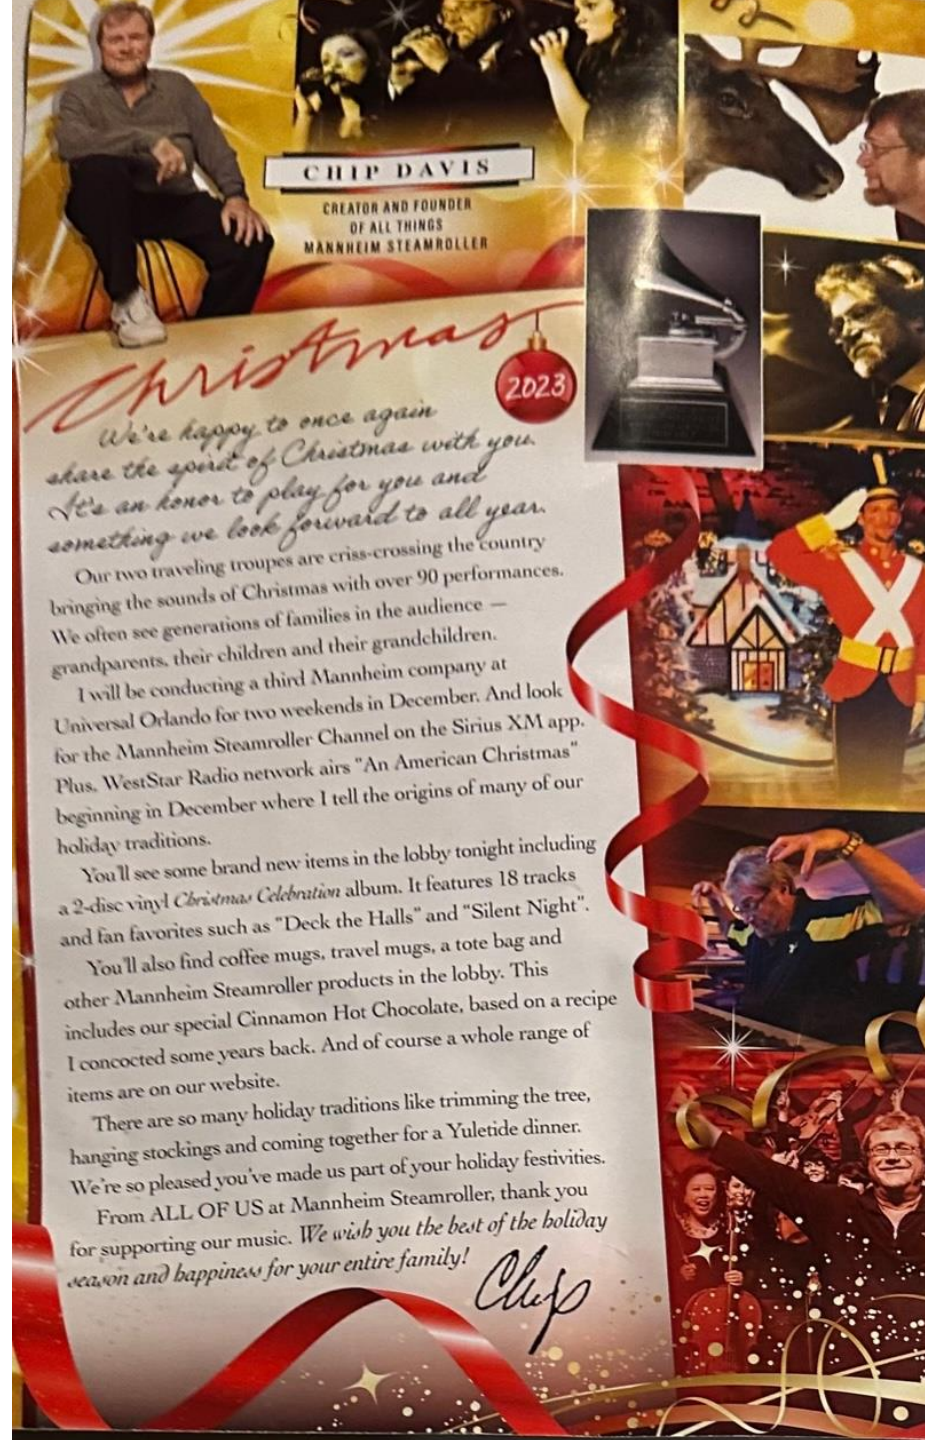 CHIP DAVIS
CREATOR AND FOUNDER
OF ALL THINGS
MANNHEIM STEAMROLLER
Christmas
2023
We're happy to once again
share the spirit of Christmas with you.
It's an honor to play for you and
something we look forward to all year.
Our two traveling troupes are criss-crossing the country
bringing the sounds of Christmas with over 90 performances.
We often see generations of families in the audience —
grandparents, their children and their grandchildren.
I will be conducting a third Mannheim company at
Universal Orlando for two weekends in December. And look
for the Mannheim Steamroller Channel on the Sirius XM app.
Plus, WestStar Radio network airs "An American Christmas"
beginning in December where I tell the origins of many of our
holiday traditions.
You'll see some brand new items in the lobby tonight including
a 2-disc vinyl Christmas Celebration album. It features 18 tracks
and fan favorites such as "Deck the Halls" and "Silent Night".
You'll also find coffee mugs, travel mugs, a tote bag and
other Mannheim Steamroller products in the lobby. This
includes our special Cinnamon Hot Chocolate, based on a recipe
I concocted some years back. And of course a whole range of
items are on our website.
There are so many holiday traditions like trimming the tree,
hanging stockings and coming together for a Yuletide dinner.
We're so pleased you've made us part of your holiday festivities.
From ALL OF US at Mannheim Steamroller, thank you
for supporting our music. We wish you the best of the holiday
season and happiness for your entire family!
Chip